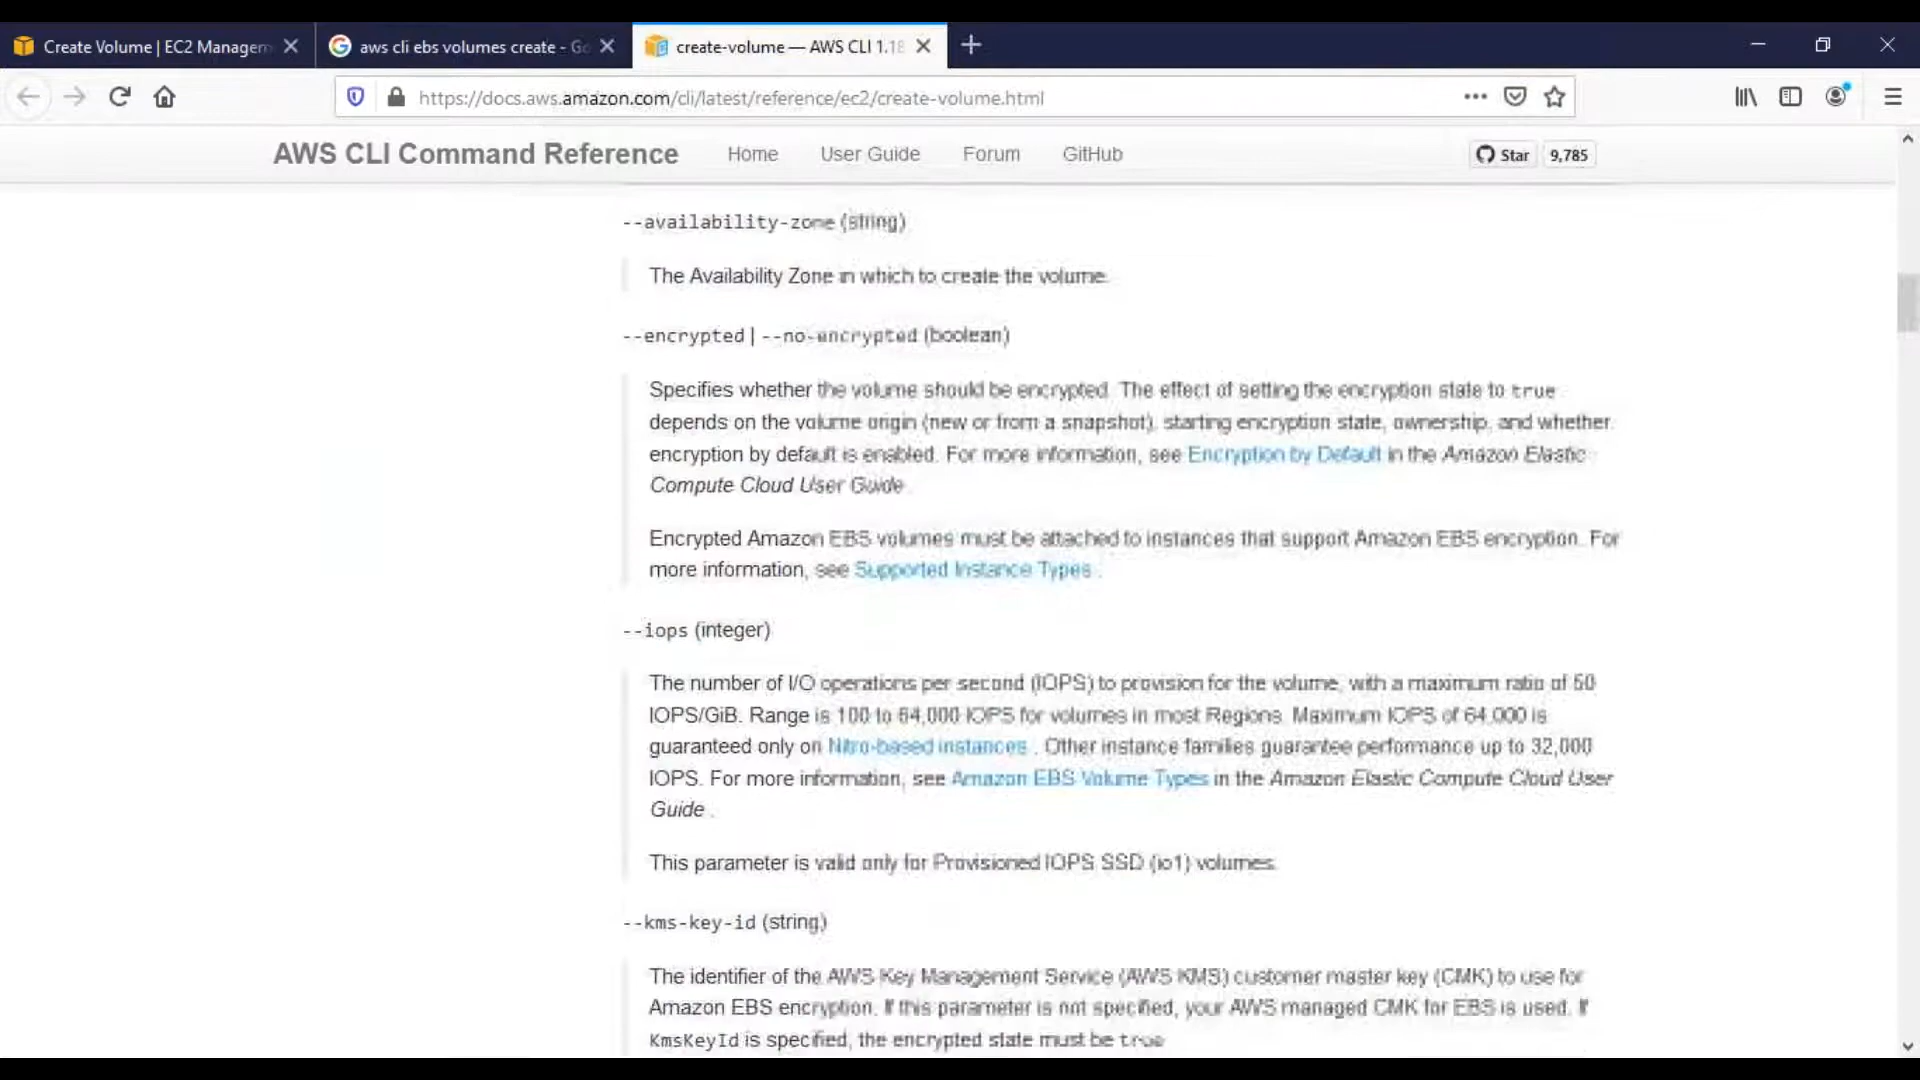 Create Volume | EC2 Managem
aws cli ebs volumes create - Go
create-volume — AWS CLI 1.18
https://docs.aws.amazon.com/cli/latest/reference/ec2/create-volume.html
AWS CLI Command Reference
Home
User Guide
Forum
GitHub
Star
9,785
--availability-zone (string)
The Availability Zone in which to create the volume.
--encrypted | --no-encrypted (boolean)
Specifies whether the volume should be encrypted. The effect of setting the encryption state to true
depends on the volume origin (new or from a snapshot), starting encryption state, ownership, and whether
encryption by default is enabled. For more information, see Encryption by Default in the Amazon Elastic
Compute Cloud User Guide .
Encrypted Amazon EBS volumes must be attached to instances that support Amazon EBS encryption. For
more information, see Supported Instance Types .
--iops (integer)
The number of I/O operations per second (IOPS) to provision for the volume, with a maximum ratio of 50
IOPS/GiB. Range is 100 to 64,000 IOPS for volumes in most Regions. Maximum IOPS of 64,000 is
guaranteed only on Nitro-based instances . Other instance families guarantee performance up to 32,000
IOPS. For more information, see Amazon EBS Volume Types in the Amazon Elastic Compute Cloud User
Guide .
This parameter is valid only for Provisioned IOPS SSD (io1) volumes.
--kms-key-id (string)
The identifier of the AWS Key Management Service (AWS KMS) customer master key (CMK) to use for
Amazon EBS encryption. If this parameter is not specified, your AWS managed CMK for EBS is used. If
KmsKeyId is specified, the encrypted state must be true